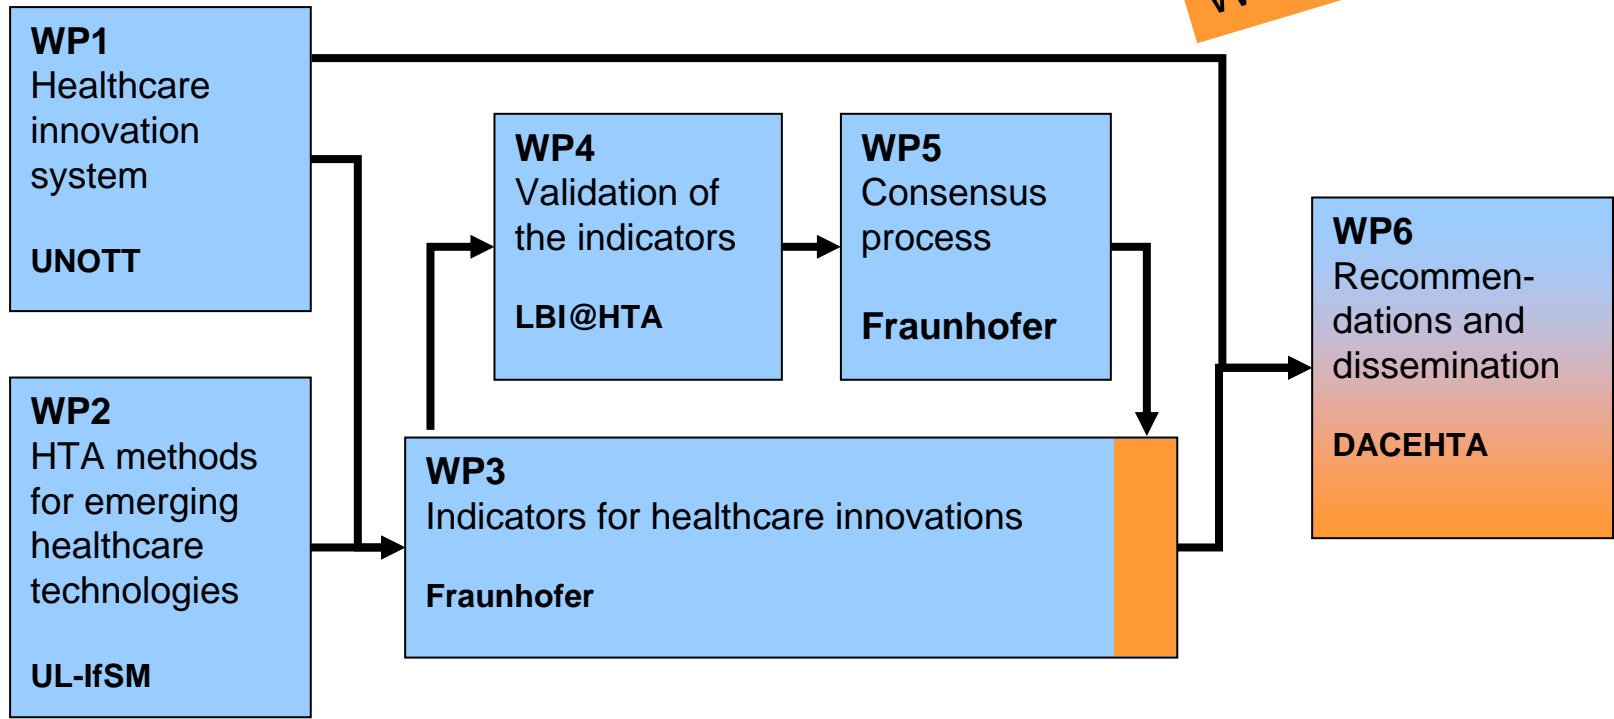 WP1
Healthcare
innovation
system
UNOTT
WP2
HTA methods
for emerging
healthcare
technologies
UL-IfSM
WP4
Validation of
the indicators
LBI@HTA
WP5
Consensus
process
Fraunhofer
WP3
Indicators for healthcare innovations
Fraunhofer
WP6
Recommen-
dations and
dissemination
DACEHTA